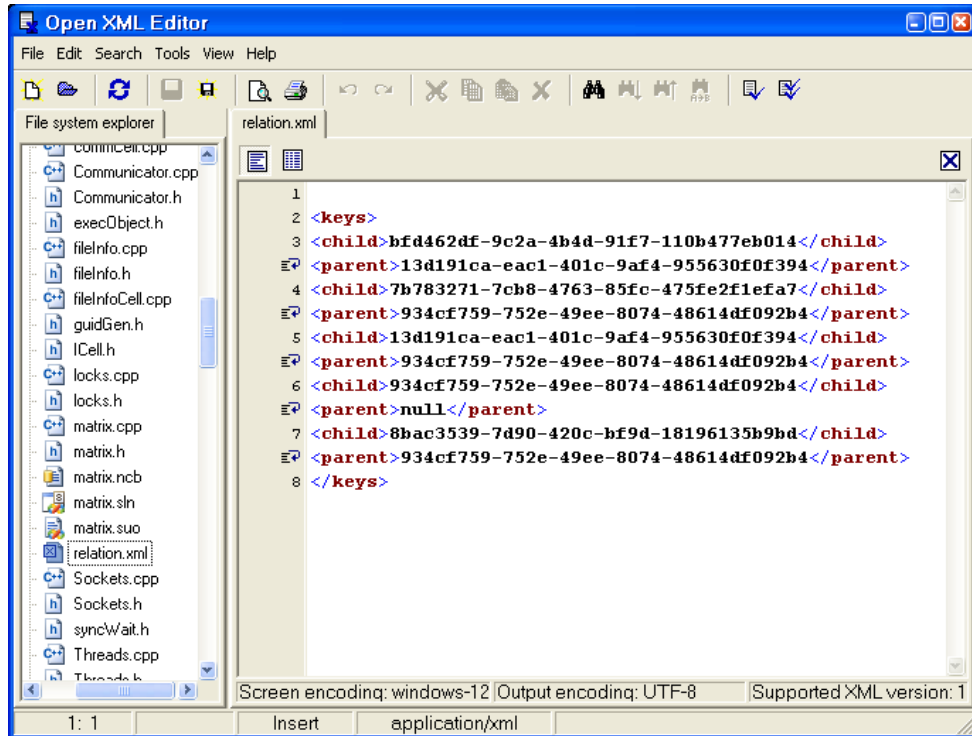 Open XML Editor
File Edit Search Tools View Help
File system explorer
relation.xml
commCell.cpp
Communicator.cpp
Communicator.h
execObject.h
fileInfo.cpp
fileInfo.h
fileInfoCell.cpp
guidGen.h
ICell.h
locks.cpp
locks.h
matrix.cpp
matrix.h
matrix.ncb
matrix.sln
matrix.suo
relation.xml
Sockets.cpp
Sockets.h
syncWait.h
Threads.cpp
Threads.h
1
2 <keys>
3 <child>bfd462df-9c2a-4b4d-91f7-110b477eb014</child>
<parent>13d191ca-eac1-401c-9af4-955630f0f394</parent>
4 <child>7b783271-7cb8-4763-85fc-475fe2f1efa7</child>
<parent>934cf759-752e-49ee-8074-48614df092b4</parent>
5 <child>13d191ca-eac1-401c-9af4-955630f0f394</child>
<parent>934cf759-752e-49ee-8074-48614df092b4</parent>
6 <child>934cf759-752e-49ee-8074-48614df092b4</child>
<parent>null</parent>
7 <child>8bac3539-7d90-420c-bf9d-18196135b9bd</child>
<parent>934cf759-752e-49ee-8074-48614df092b4</parent>
8 </keys>
Screen encoding: windows-12 Output encoding: UTF-8 Supported XML version: 1
1: 1 Insert application/xml